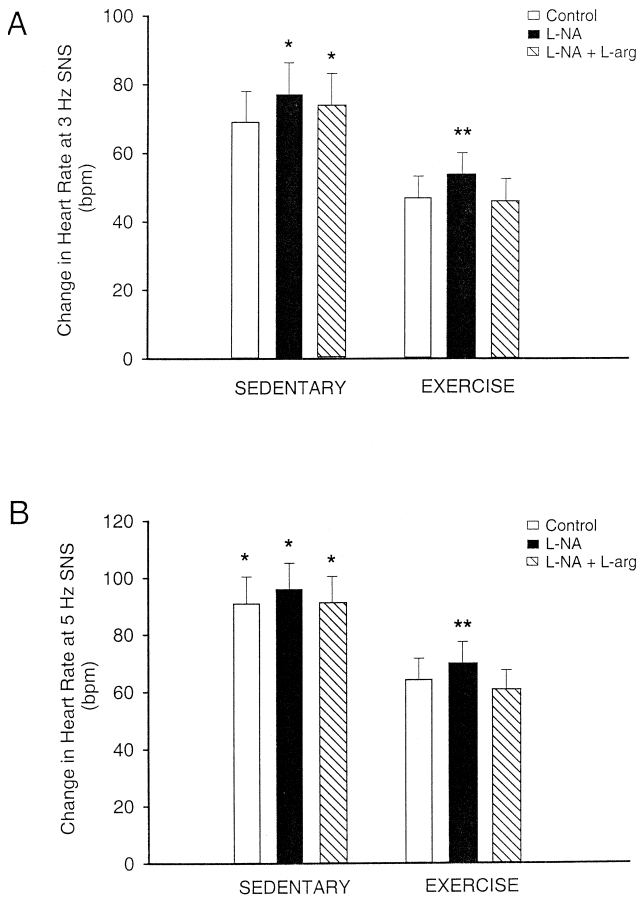 A
Change in Heart Rate at 3 Hz SNS
(bpm)
100
80
60
40
20
0
Control
L-NA
L-NA + L-arg
*
*
**
SEDENTARY
EXERCISE
B
Change in Heart Rate at 5 Hz SNS
(bpm)
120
100
80
60
40
20
0
Control
L-NA
L-NA + L-arg
*
*
*
**
SEDENTARY
EXERCISE